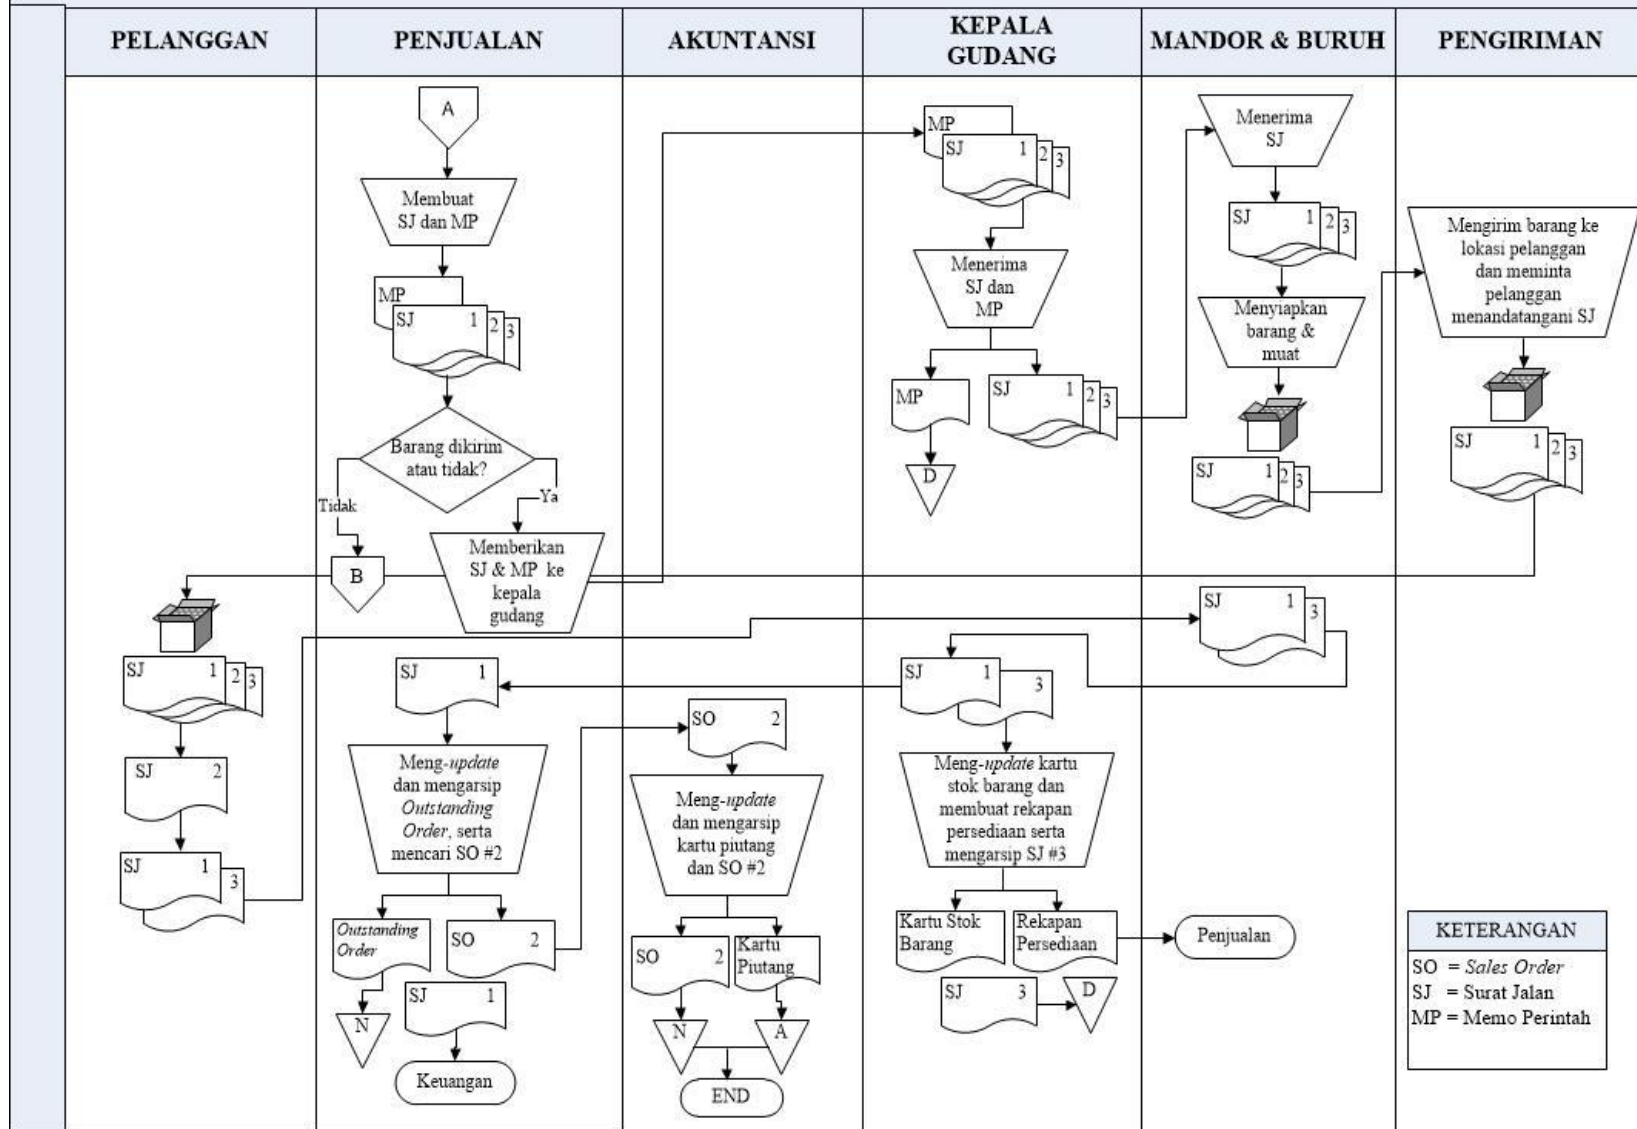 PELANGGAN
PENJUALAN
AKUNTANSI
KEPALA
GUDANG
MANDOR & BURUH
PENGIRIMAN
A
Membuat
SJ dan MP
MP
SJ 1 2 3
Barang dikirim
atau tidak?
Tidak
Ya
B
Memberikan
SJ & MP ke
kepala
gudang
MP
SJ 1 2 3
Menerima
SJ dan
MP
MP
SJ 1 2 3
D
Menerima
SJ
SJ 1 2 3
Menyiapkan
barang &
muat
SJ 1 2 3
Mengirim barang ke
lokasi pelanggan
dan meminta
pelanggan
menandatangani SJ
SJ 1 2 3
SJ 1 2 3
SJ 2
SJ 1 3
SJ 1 3
SJ 1 3
SJ 1
Meng-update
dan mengarsip
Outstanding
Order, serta
mencari SO #2
Outstanding
Order
SO 2
N
SJ 1
Keuangan
SO 2
Meng-update
dan mengarsip
kartu piutang
dan SO #2
SO 2
Kartu
Piutang
N
A
END
Meng-update kartu
stok barang dan
membuat rekapan
persediaan serta
mengarsip SJ #3
Kartu Stok
Barang
Rekapan
Persediaan
Penjualan
SJ 3
D
KETERANGAN
SO = Sales Order
SJ = Surat Jalan
MP = Memo Perintah